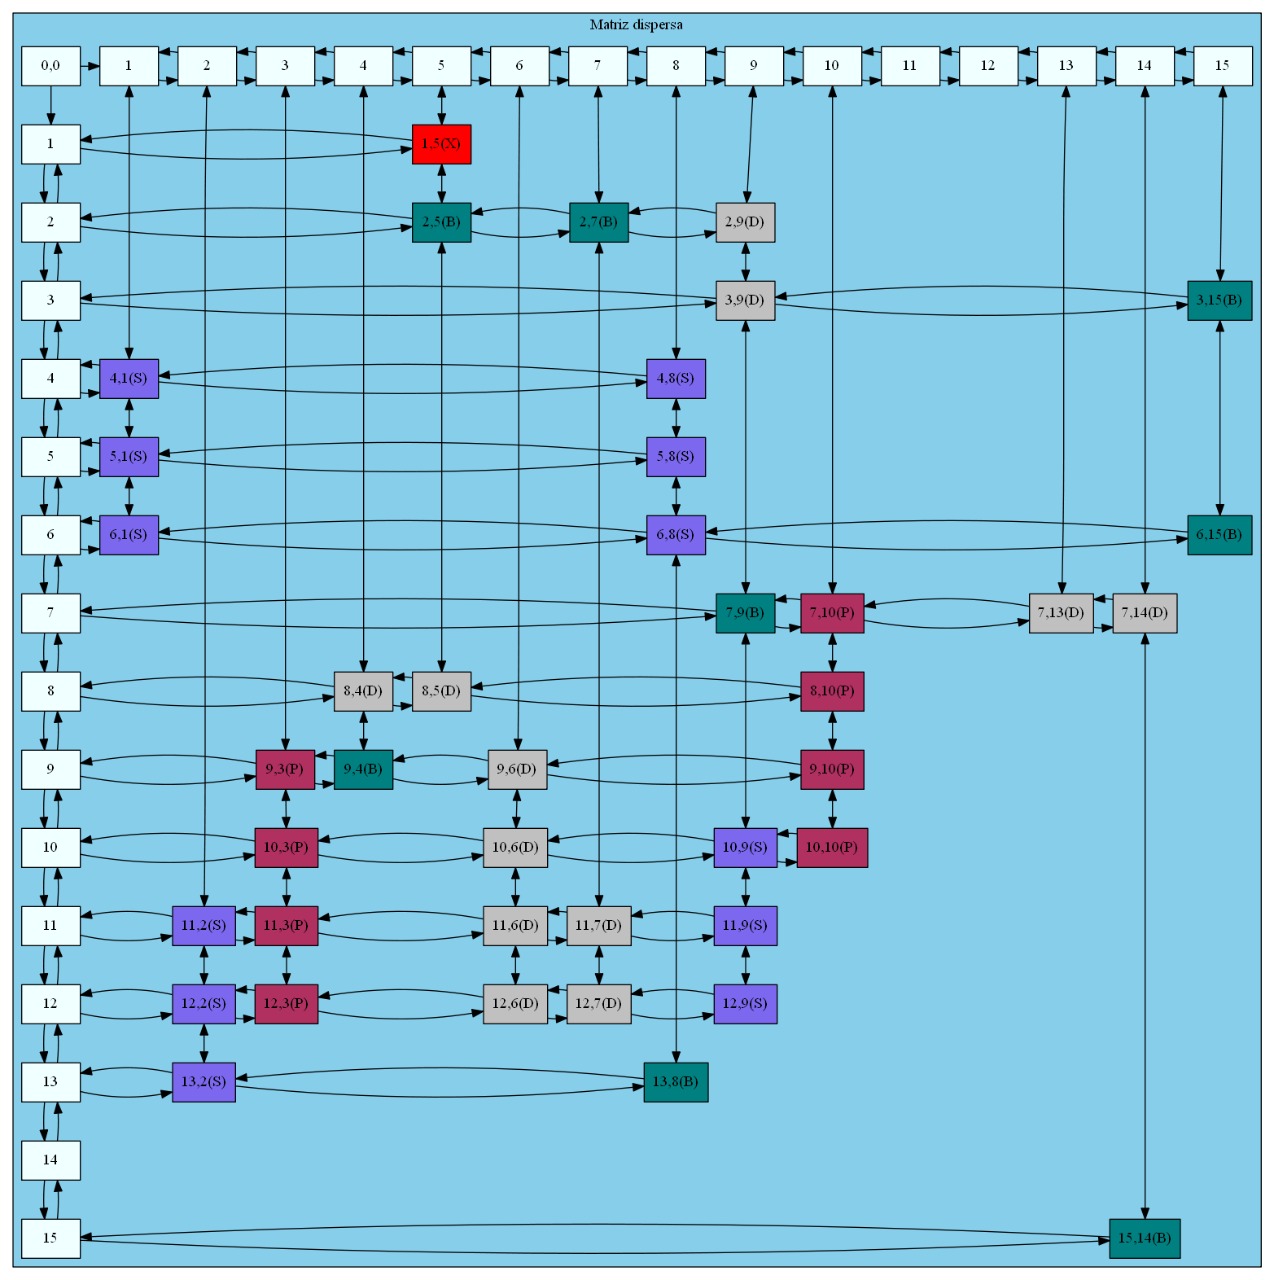 Matriz dispersa
0,0 1 2 3 4 5 6 7 8 9 10 11 12 13 14 15
1 1,5(X)
2 2,5(B) 2,7(B) 2,9(D)
3 3,9(D) 3,15(B)
4 4,1(S) 4,8(S)
5 5,1(S) 5,8(S)
6 6,1(S) 6,8(S) 6,15(B)
7 7,9(B) 7,10(P) 7,13(D) 7,14(D)
8 8,4(D) 8,5(D) 8,10(P)
9 9,3(P) 9,4(B) 9,6(D) 9,10(P)
10 10,3(P) 10,6(D) 10,9(S) 10,10(P)
11 11,2(S) 11,3(P) 11,6(D) 11,7(D) 11,9(S)
12 12,2(S) 12,3(P) 12,6(D) 12,7(D) 12,9(S)
13 13,2(S) 13,8(B)
14
15 15,14(B)